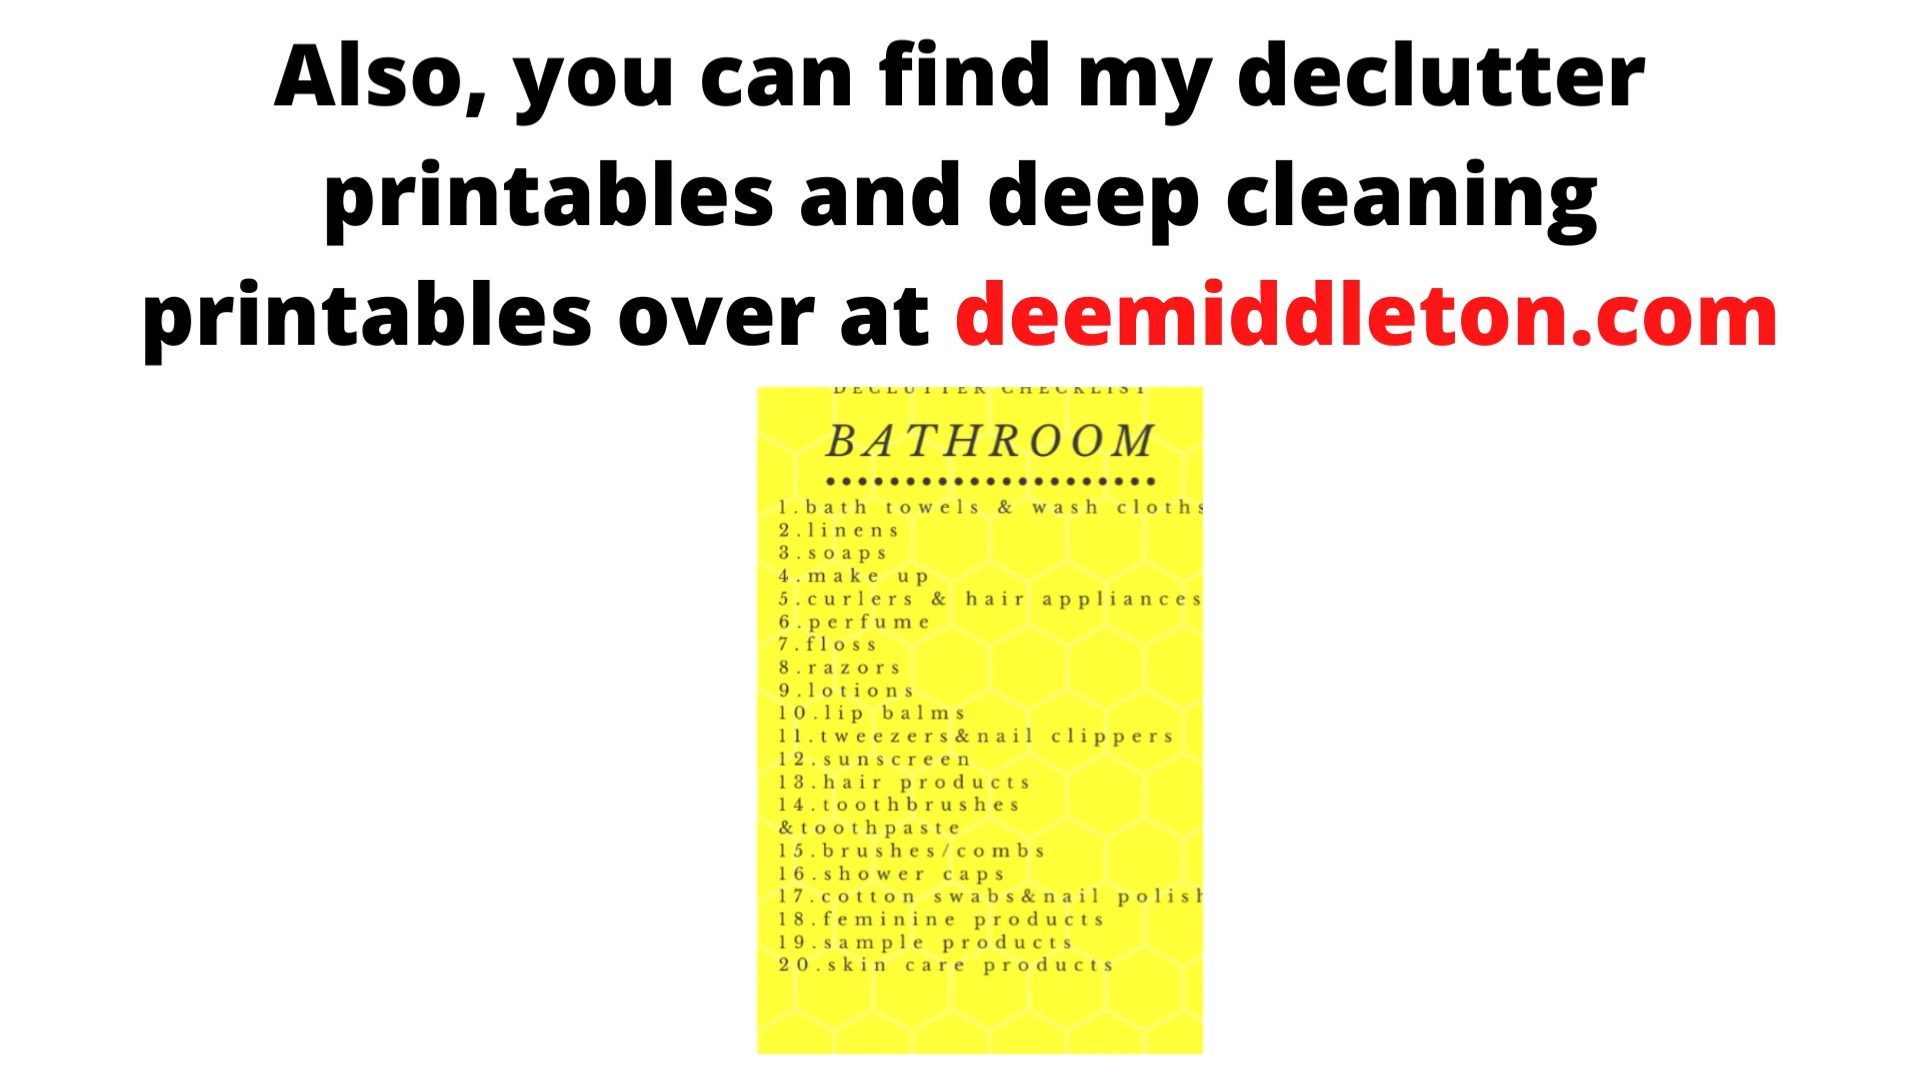 Also, you can find my declutter
printables and deep cleaning
printables over at deemiddleton.com
DECLUTTER CHECKLIST
BATHROOM
1.bath towels & wash cloths
2.linens
3.soaps
4.make up
5.curlers & hair appliances
6.perfume
7.floss
8.razors
9.lotions
10.lip balms
11.tweezers&nail clippers
12.sunscreen
13.hair products
14.toothbrushes
&toothpaste
15.brushes/combs
16.shower caps
17.cotton swabs&nail polish
18.feminine products
19.sample products
20.skin care products